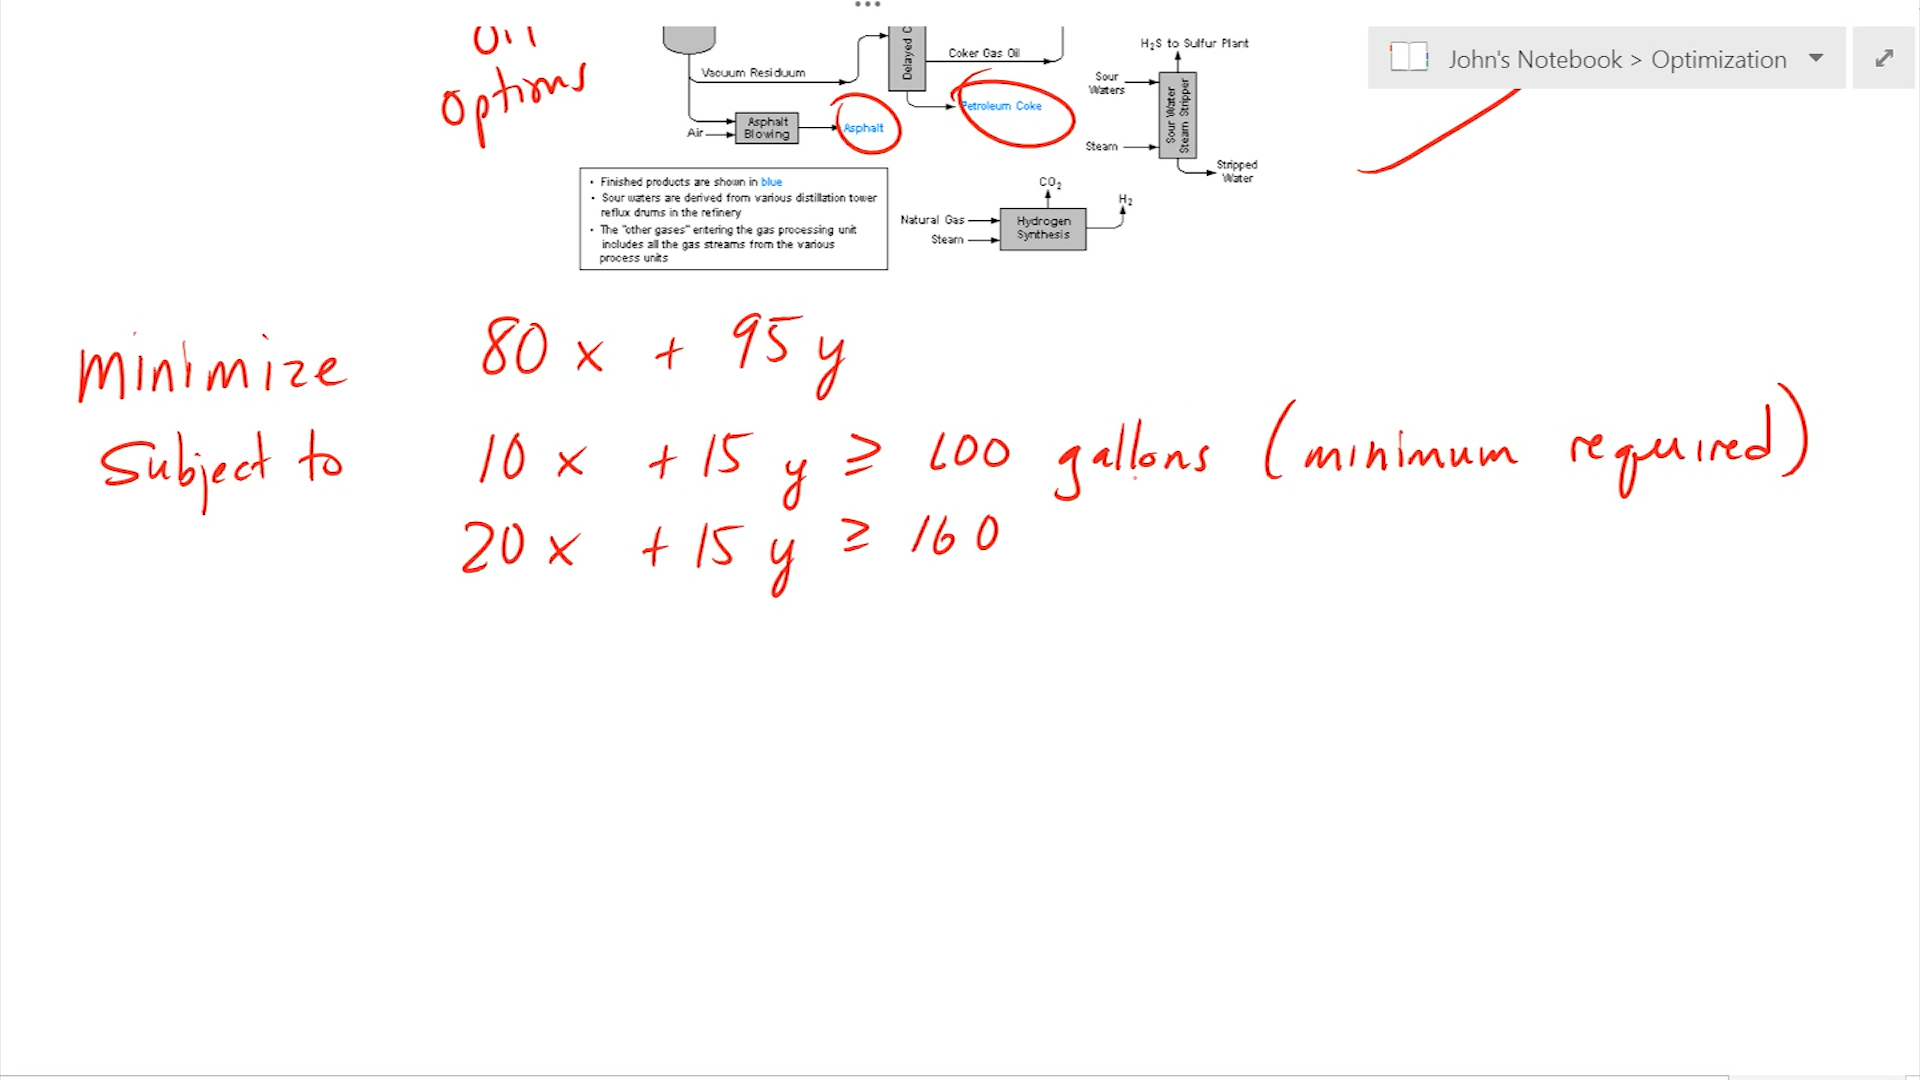 John's Notebook > Optimization
Oil
Options
Delayed
Coker Gas Oil
Vacuum Residuum
Petroleum Coke
Asphalt
Blowing
Air
Asphalt
H2S to Sulfur Plant
Sour
Waters
Sour Water
Steam Stripper
Steam
Stripped
Water
• Finished products are shown in blue
• Sour waters are derived from various distillation tower
reflux drums in the refinery
• The "other gases" entering the gas processing unit
includes all the gas streams from the various
process units
CO2
H2
Natural Gas
Steam
Hydrogen
Synthesis
Minimize 80 x + 95 y
Subject to 10 x + 15 y ≥ 100 gallons (minimum required)
20 x + 15 y ≥ 160